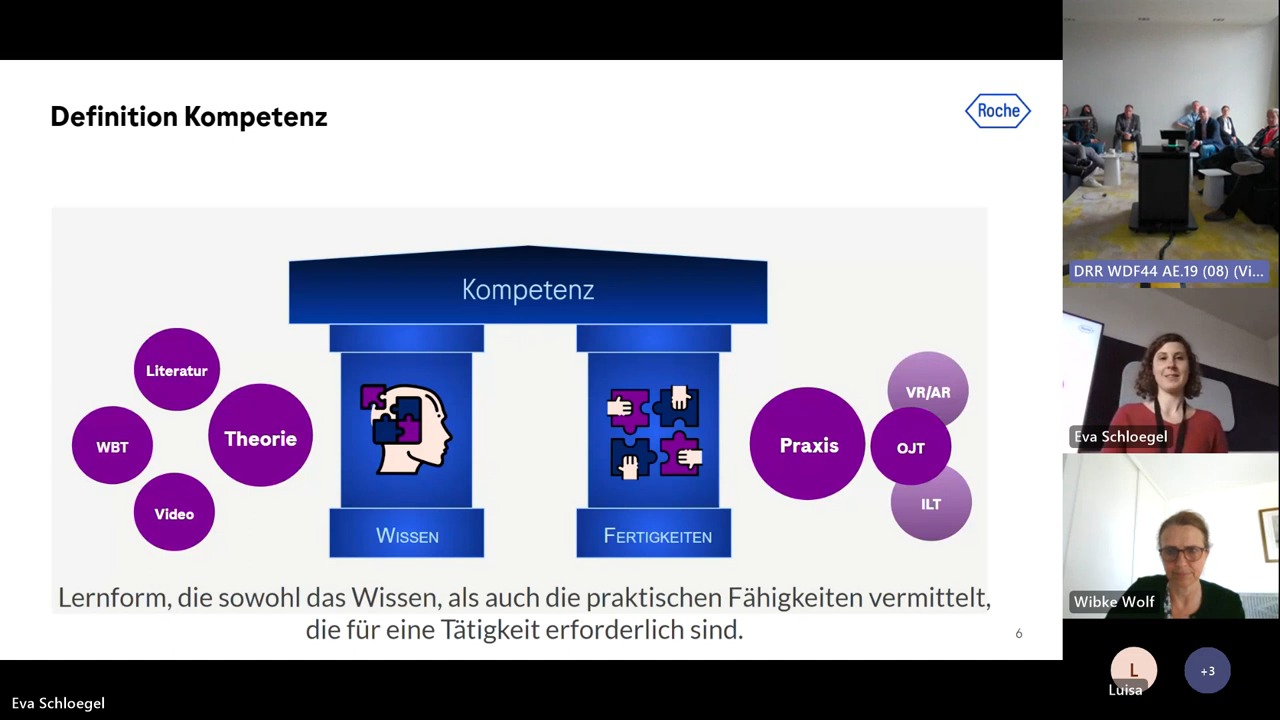 Definition Kompetenz
Roche
Kompetenz
Literatur
WBT
Theorie
Video
WISSEN
FERTIGKEITEN
Praxis
VR/AR
OJT
ILT
Lernform, die sowohl das Wissen, als auch die praktischen Fähigkeiten vermittelt,
die für eine Tätigkeit erforderlich sind.
6
DRR WDF44 AE.19 (08) (Vi...
Eva Schloegel
Wibke Wolf
L
Luisa
+3
Eva Schloegel